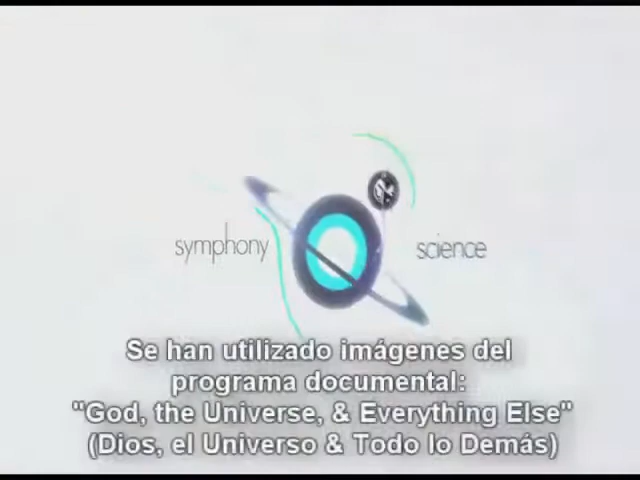 symphony science
Se han utilizado imágenes del
programa documental:
"God, the Universe, & Everything Else"
(Dios, el Universo & Todo lo Demás)